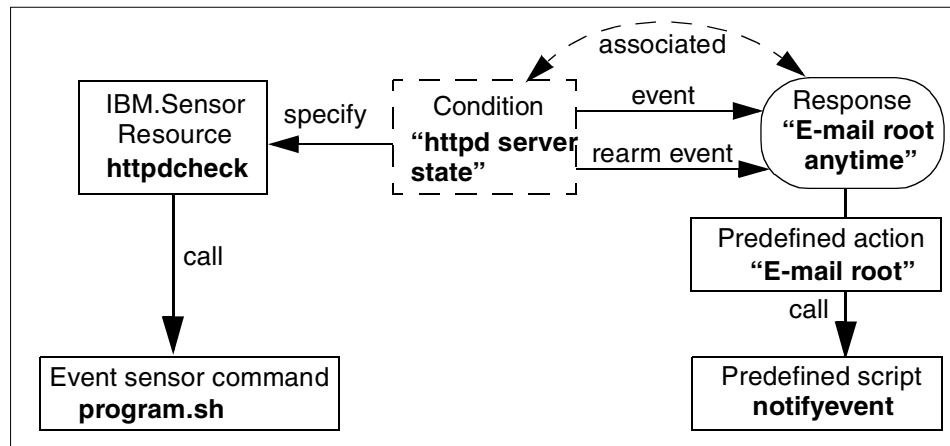 associated
IBM.Sensor
Resource
httpdcheck
specify
Condition
“httpd server
state”
event
rearm event
Response
“E-mail root
anytime”
call
Predefined action
“E-mail root”
call
Event sensor command
program.sh
Predefined script
notifyevent